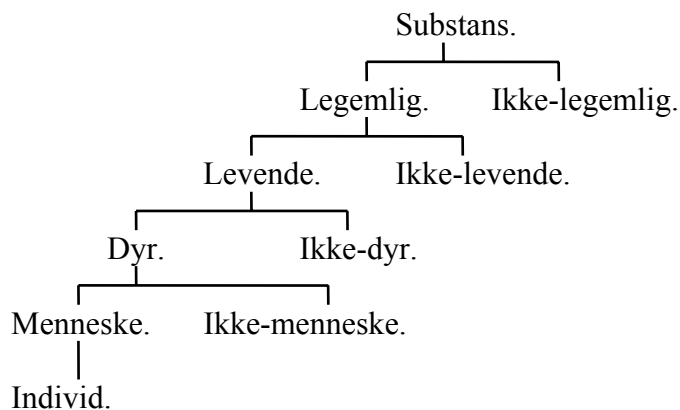 Substans.
Legemlig. Ikke-legemlig.
Levende. Ikke-levende.
Dyr. Ikke-dyr.
Menneske. Ikke-menneske.
Individ.